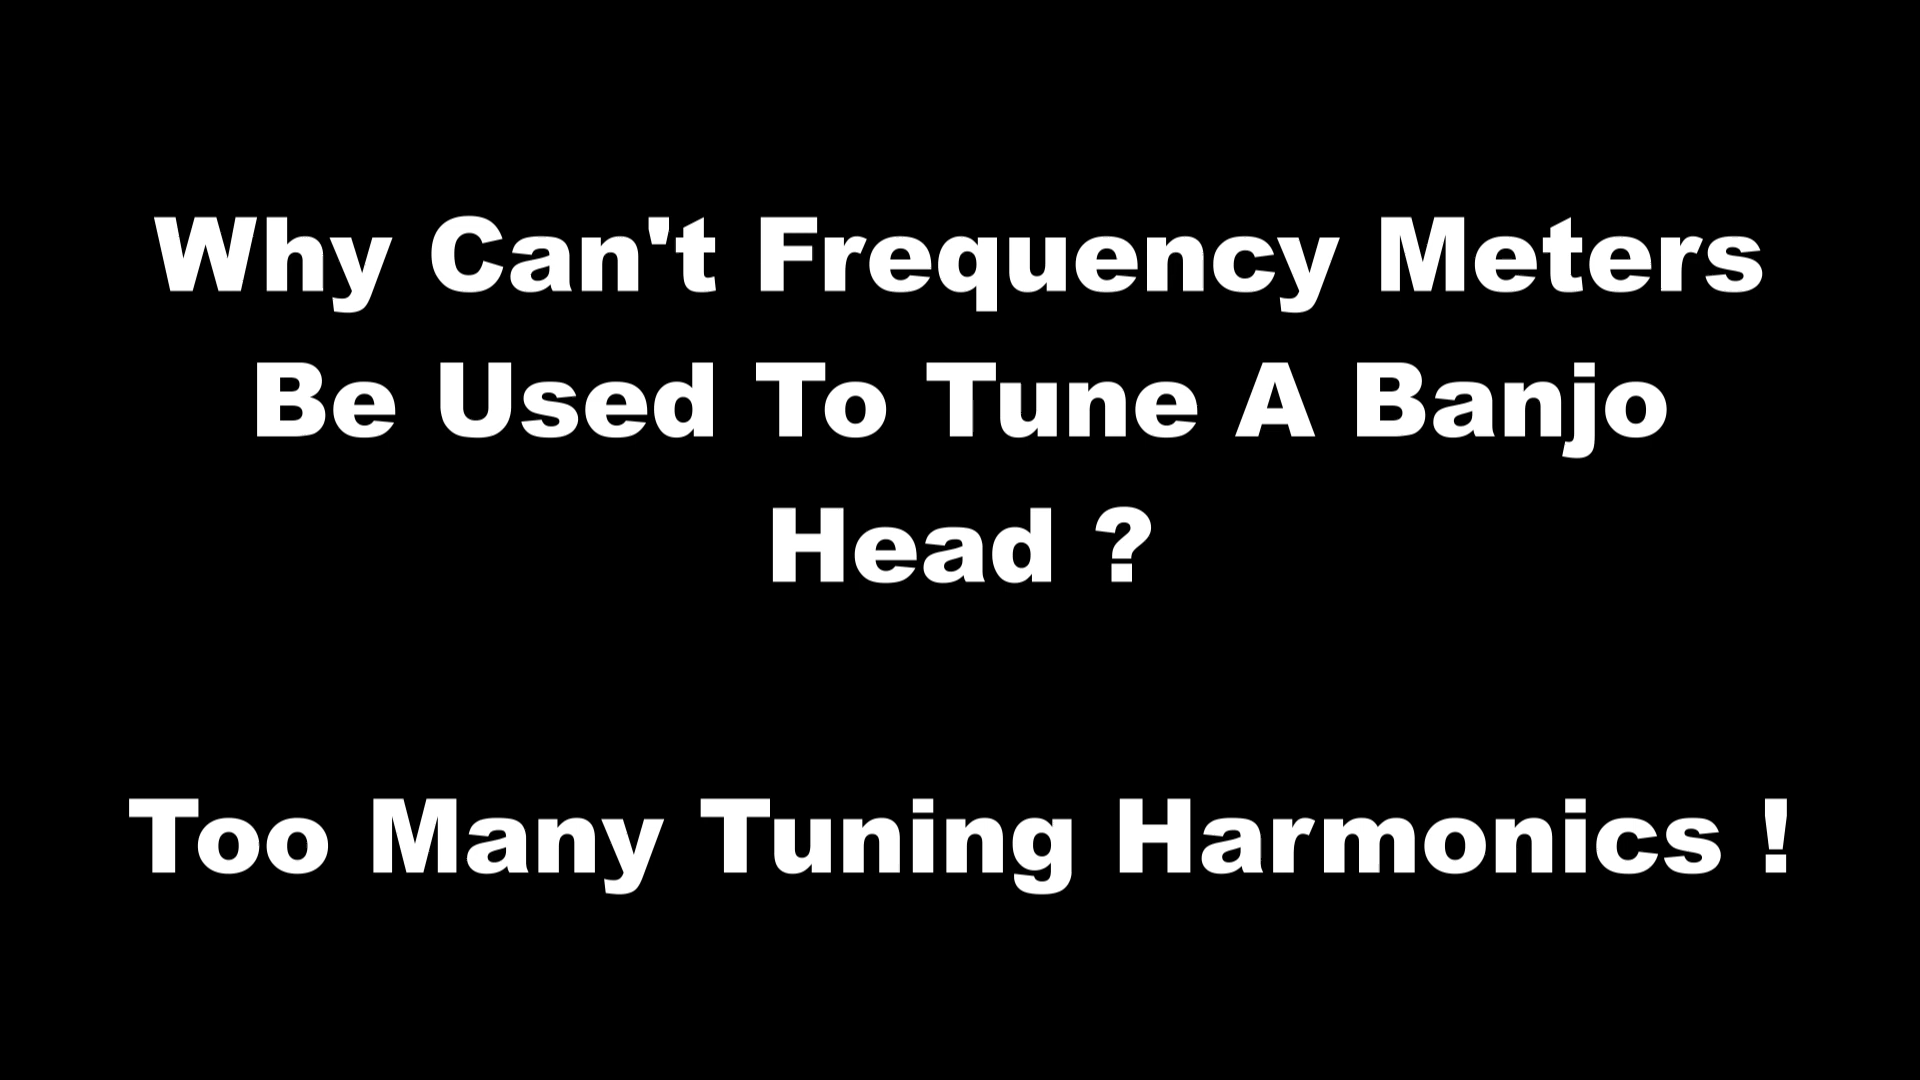 Why Can't Frequency Meters
Be Used To Tune A Banjo
Head ?
Too Many Tuning Harmonics !